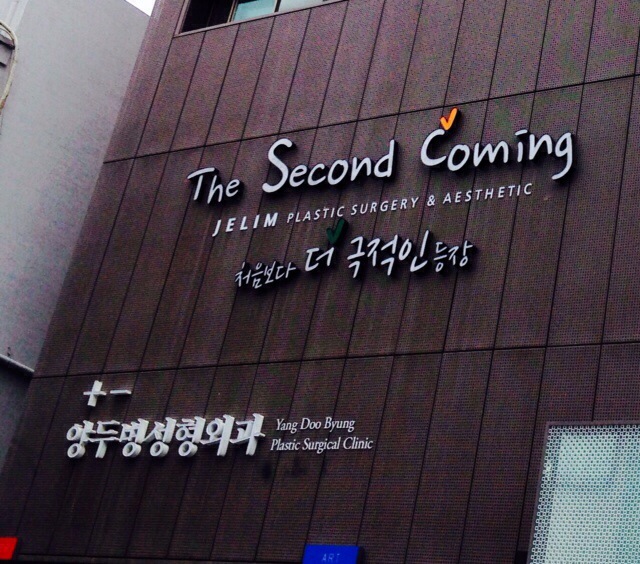 The Second Coming
JELIM PLASTIC SURGERY & AESTHETIC
처음보다 더 극적인 등장
양두병성형외과
Yang Doo Byung
Plastic Surgical Clinic
ART